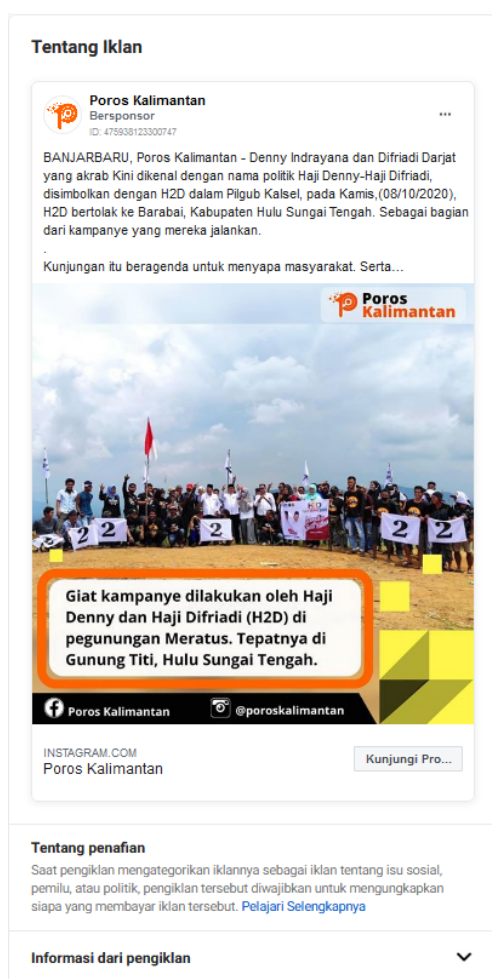 Tentang Iklan
Poros Kalimantan
Bersponsor
ID: 475938123300747
BANJARBARU, Poros Kalimantan - Denny Indrayana dan Difriadi Darjat
yang akrab Kini dikenal dengan nama politik Haji Denny-Haji Difriadi,
disimbolkan dengan H2D dalam Pilgub Kalsel, pada Kamis,(08/10/2020),
H2D bertolak ke Barabai, Kabupaten Hulu Sungai Tengah. Sebagai bagian
dari kampanye yang mereka jalankan.
.
Kunjungan itu beragenda untuk menyapa masyarakat. Serta…
Poros
Kalimantan
2 2 2 2 2
H2D
Giat kampanye dilakukan oleh Haji
Denny dan Haji Difriadi (H2D) di
pegunungan Meratus. Tepatnya di
Gunung Titi, Hulu Sungai Tengah.
Poros Kalimantan @poroskalimantan
INSTAGRAM.COM
Poros Kalimantan
Kunjungi Pro...
Tentang penafian
Saat pengiklan mengategorikan iklannya sebagai iklan tentang isu sosial,
pemilu, atau politik, pengiklan tersebut diwajibkan untuk mengungkapkan
siapa yang membayar iklan tersebut. Pelajari Selengkapnya
Informasi dari pengiklan